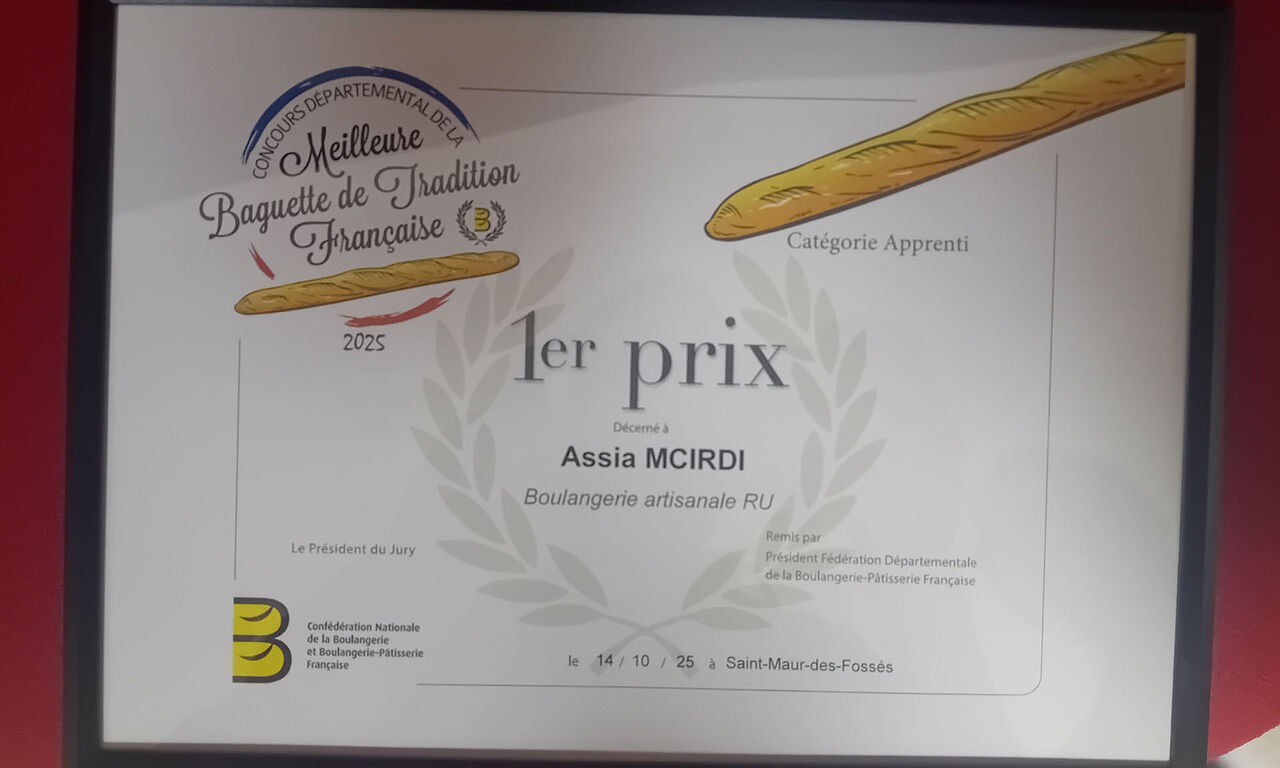 CONCOURS DÉPARTEMENTAL DE LA
Meilleure
Baguette de Tradition
Française
2025
Catégorie Apprenti
1er prix
Décerné à
Assia MCIRDI
Boulangerie artisanale RU
Le Président du Jury
Remis par
Président Fédération Départementale
de la Boulangerie-Pâtisserie Française
Confédération Nationale
de la Boulangerie
et Boulangerie-Pâtisserie
Française
le 14 / 10 / 25 à Saint-Maur-des-Fossés